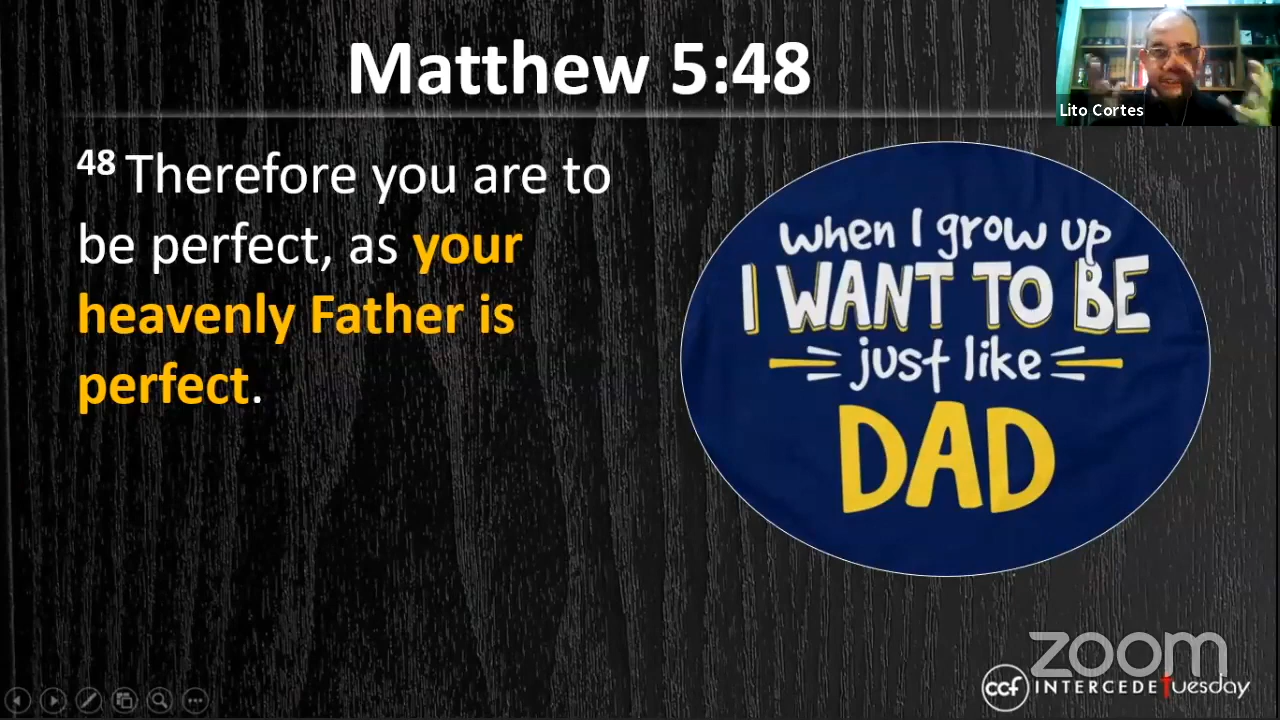 Matthew 5:48
Lito Cortes
48 Therefore you are to
be perfect, as your
heavenly Father is
perfect.
when I grow up
I WANT TO BE
just like
DAD
zoom
ccf INTERCEDE Tuesday